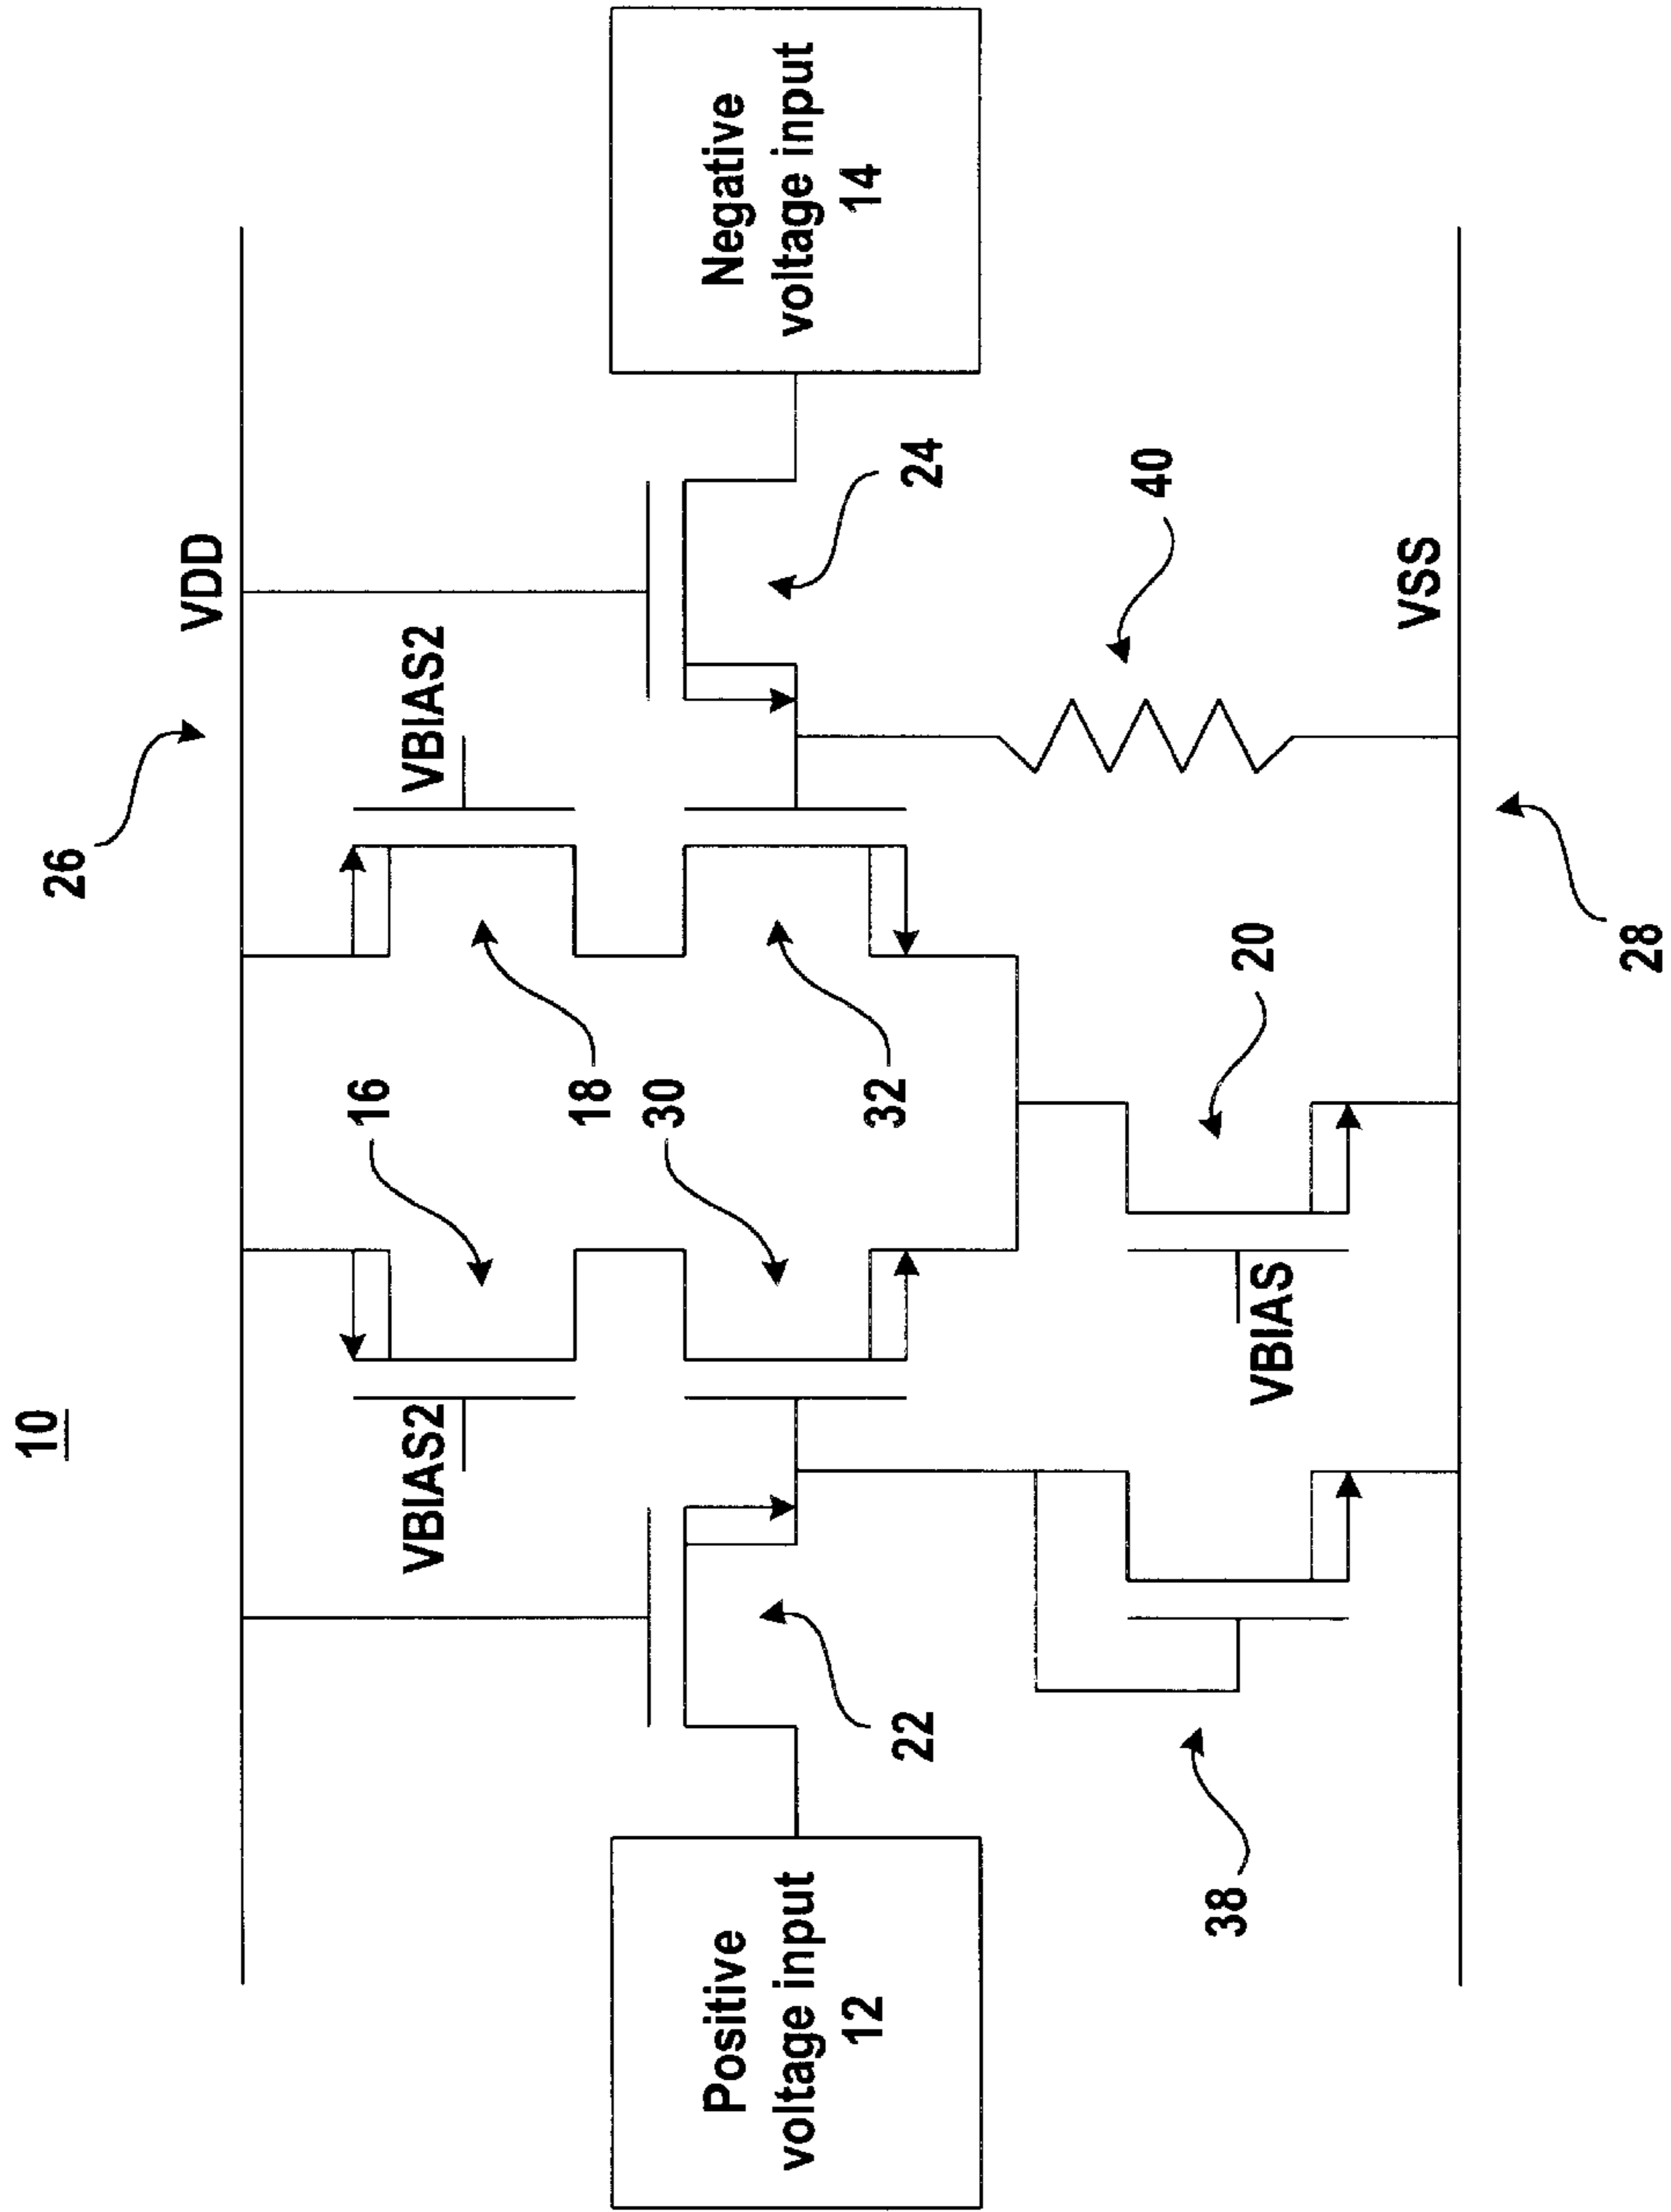 10
26
VDD
VBIAS2
VBIAS2
16
18
30
32
Positive
voltage input
12
Negative
voltage input
14
22
24
38
VBIAS
20
40
VSS
28